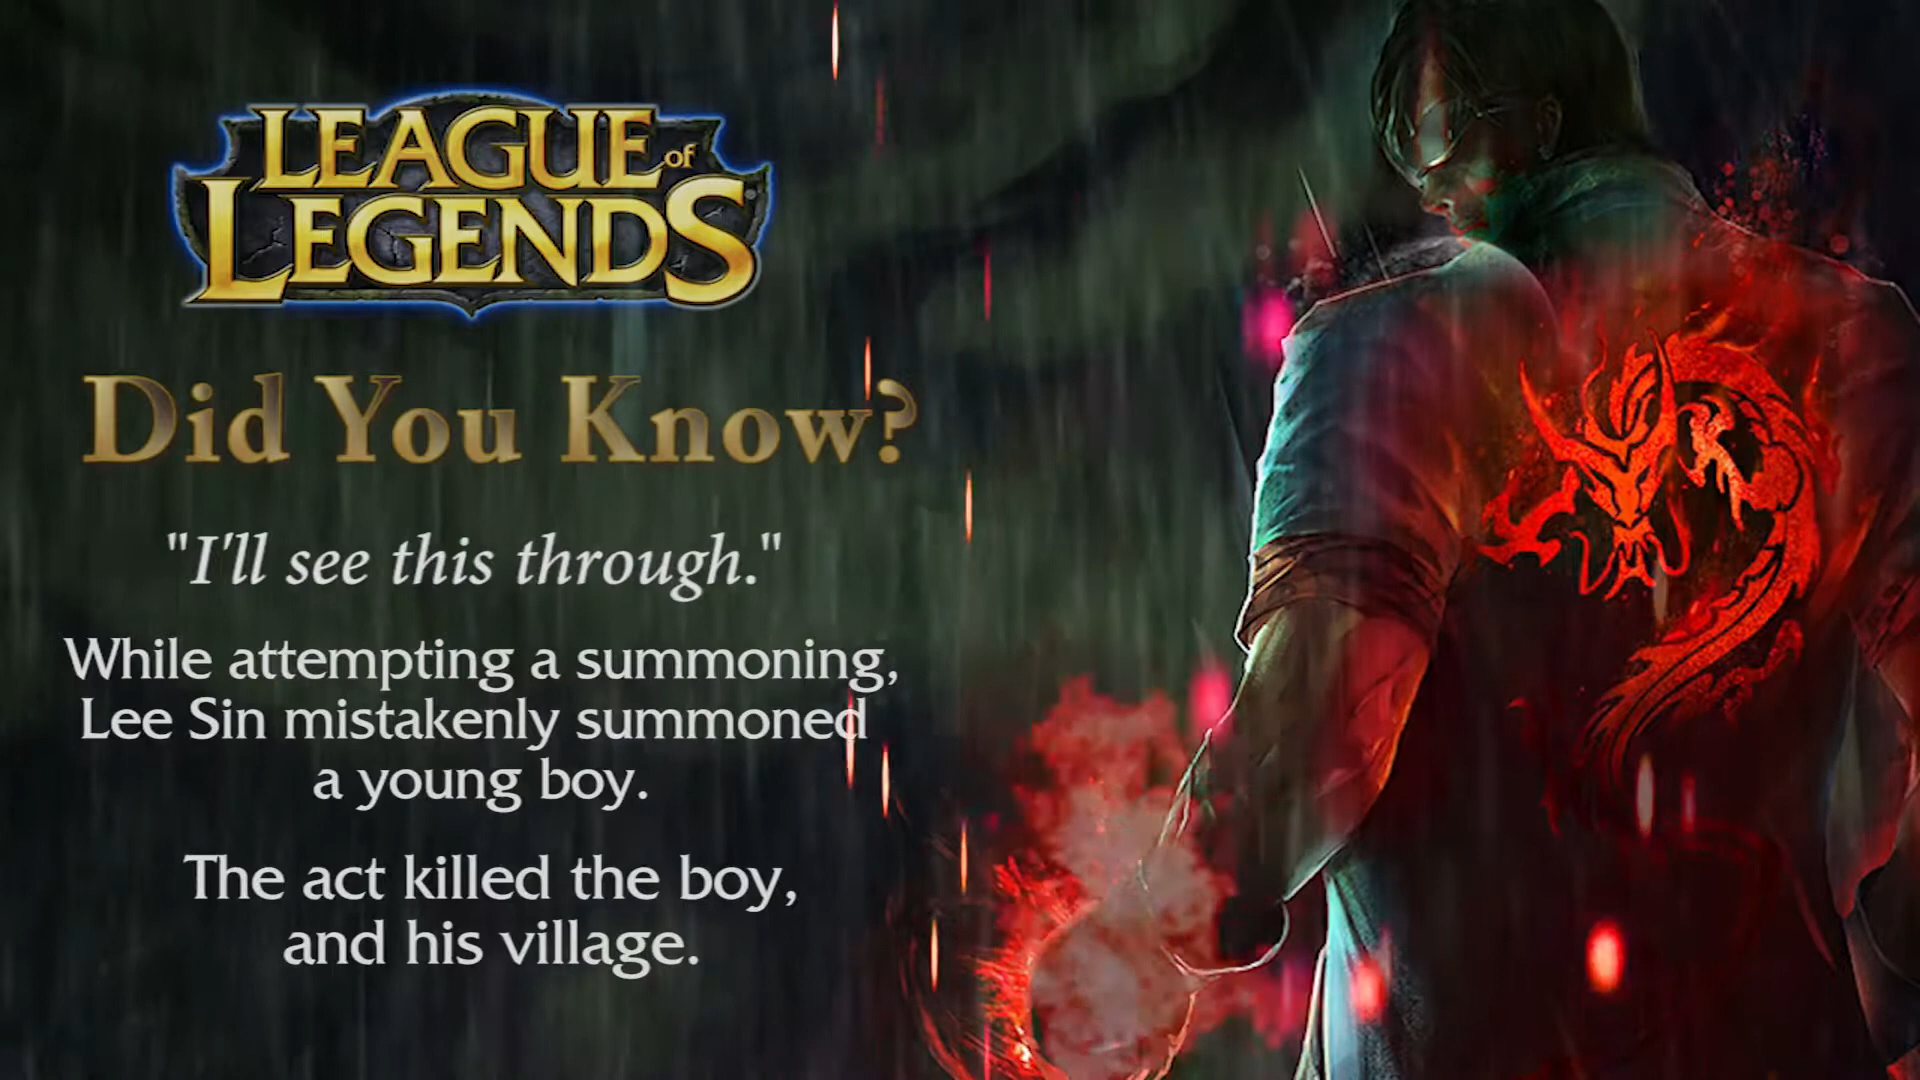 LEAGUE of
LEGENDS
Did You Know?
"I'll see this through."
While attempting a summoning,
Lee Sin mistakenly summoned
a young boy.
The act killed the boy,
and his village.